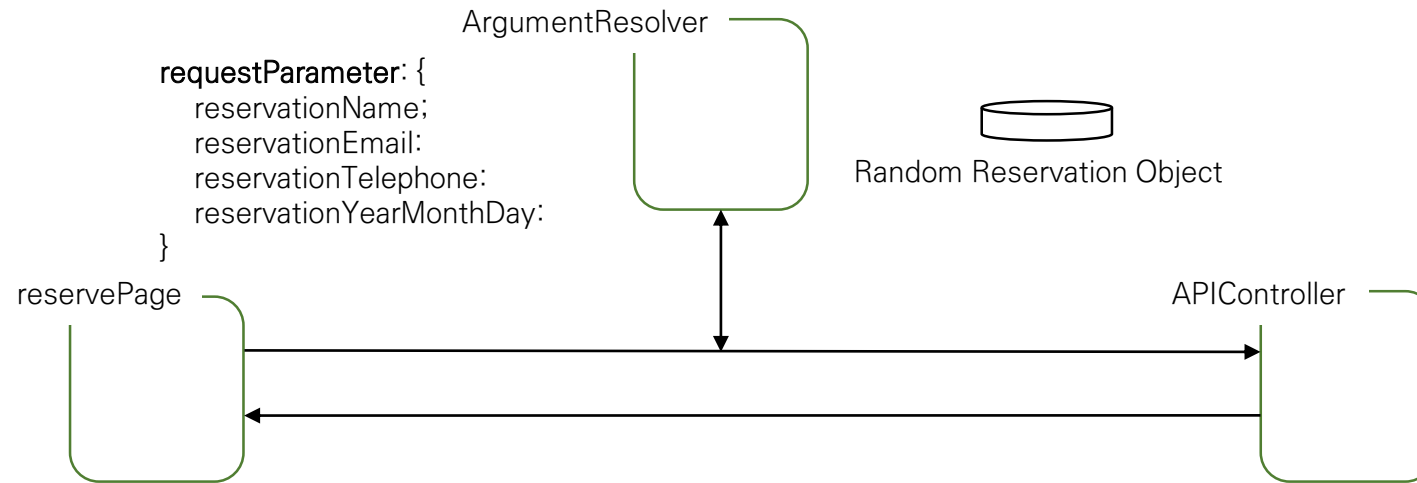 ArgumentResolver
requestParameter: {
reservationName;
reservationEmail:
reservationTelephone:
reservationYearMonthDay:
}
Random Reservation Object
reservePage
APIController